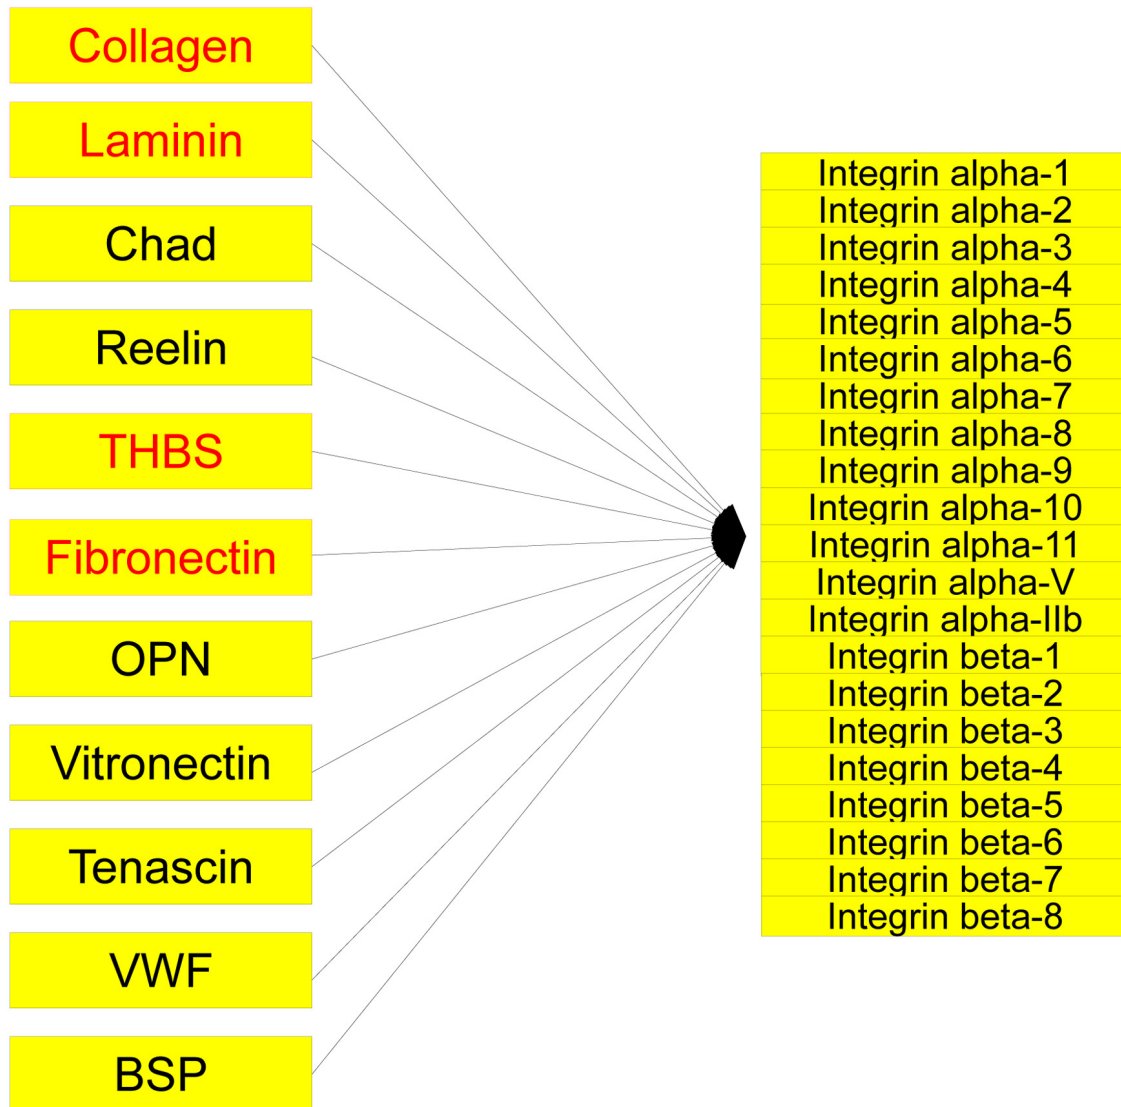 Collagen
Laminin
Chad
Reelin
THBS
Fibronectin
OPN
Vitronectin
Tenascin
VWF
BSP
Integrin alpha-1
Integrin alpha-2
Integrin alpha-3
Integrin alpha-4
Integrin alpha-5
Integrin alpha-6
Integrin alpha-7
Integrin alpha-8
Integrin alpha-9
Integrin alpha-10
Integrin alpha-11
Integrin alpha-V
Integrin alpha-IIb
Integrin beta-1
Integrin beta-2
Integrin beta-3
Integrin beta-4
Integrin beta-5
Integrin beta-6
Integrin beta-7
Integrin beta-8